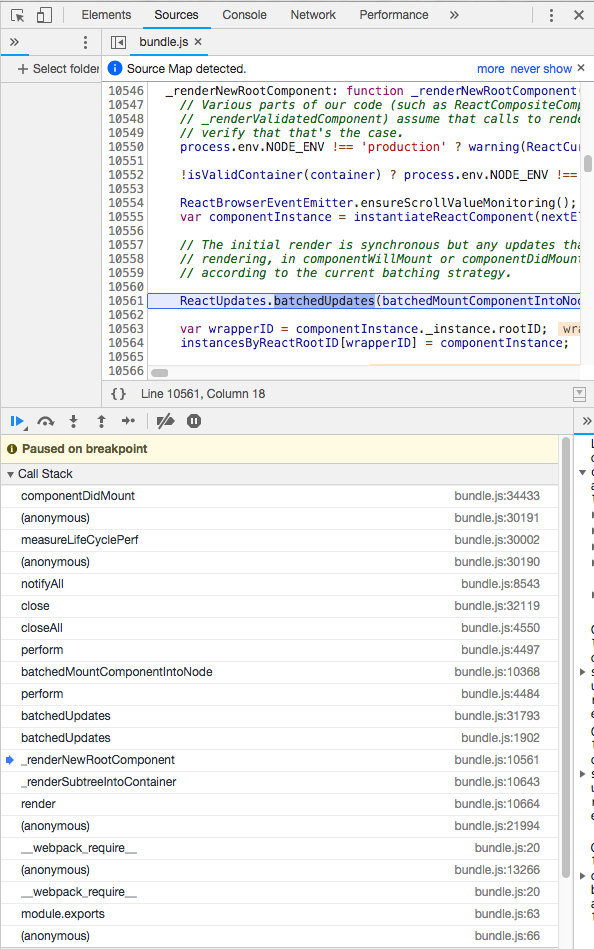 Elements Sources Console Network Performance »
» bundle.js ×
+ Select folder
i Source Map detected. more never show ×
10546 _renderNewRootComponent: function _renderNewRootComponent(
10547 // Various parts of our code (such as ReactCompositeComp
10548 // _renderValidatedComponent) assume that calls to rende
10549 // verify that that's the case.
10550 process.env.NODE_ENV !== 'production' ? warning(ReactCur
10551
10552 !isValidContainer(container) ? process.env.NODE_ENV !==
10553
10554 ReactBrowserEventEmitter.ensureScrollValueMonitoring();
10555 var componentInstance = instantiateReactComponent(nextEl
10556
10557 // The initial render is synchronous but any updates tha
10558 // rendering, in componentWillMount or componentDidMount
10559 // according to the current batching strategy.
10560
10561 ReactUpdates.batchedUpdates(batchedMountComponentIntoNod
10562
10563 var wrapperID = componentInstance._instance.rootID; wra
10564 instancesByReactRootID[wrapperID] = componentInstance;
10565
10566
{} Line 10561, Column 18
»
i Paused on breakpoint
Call Stack
componentDidMount bundle.js:34433
(anonymous) bundle.js:30191
measureLifeCyclePerf bundle.js:30002
(anonymous) bundle.js:30190
notifyAll bundle.js:8543
close bundle.js:32119
closeAll bundle.js:4550
perform bundle.js:4497
batchedMountComponentIntoNode bundle.js:10368
perform bundle.js:4484
batchedUpdates bundle.js:31793
batchedUpdates bundle.js:1902
_renderNewRootComponent bundle.js:10561
_renderSubtreeIntoContainer bundle.js:10643
render bundle.js:10664
(anonymous) bundle.js:21994
__webpack_require__ bundle.js:20
(anonymous) bundle.js:13266
__webpack_require__ bundle.js:20
module.exports bundle.js:63
(anonymous) bundle.js:66